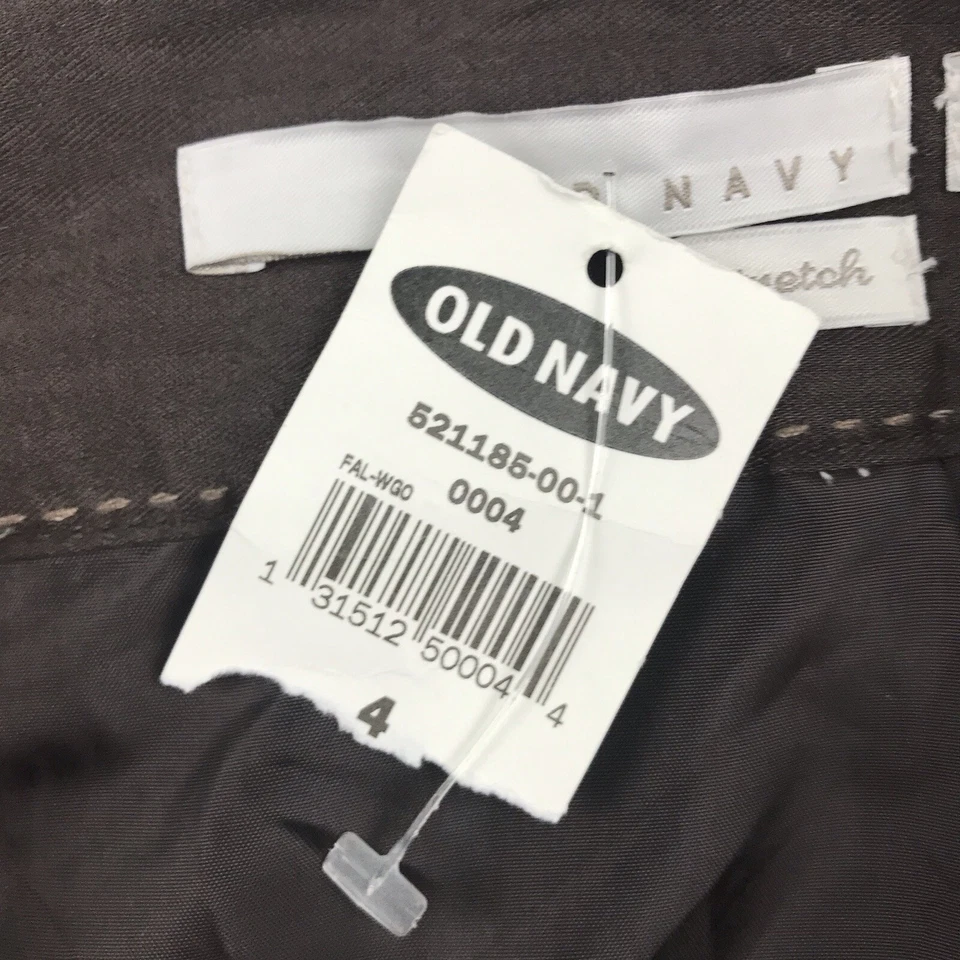 NAVY
OLD NAVY
521185-00-1
FAL-WGO 0004
1 31512 50004 4
4